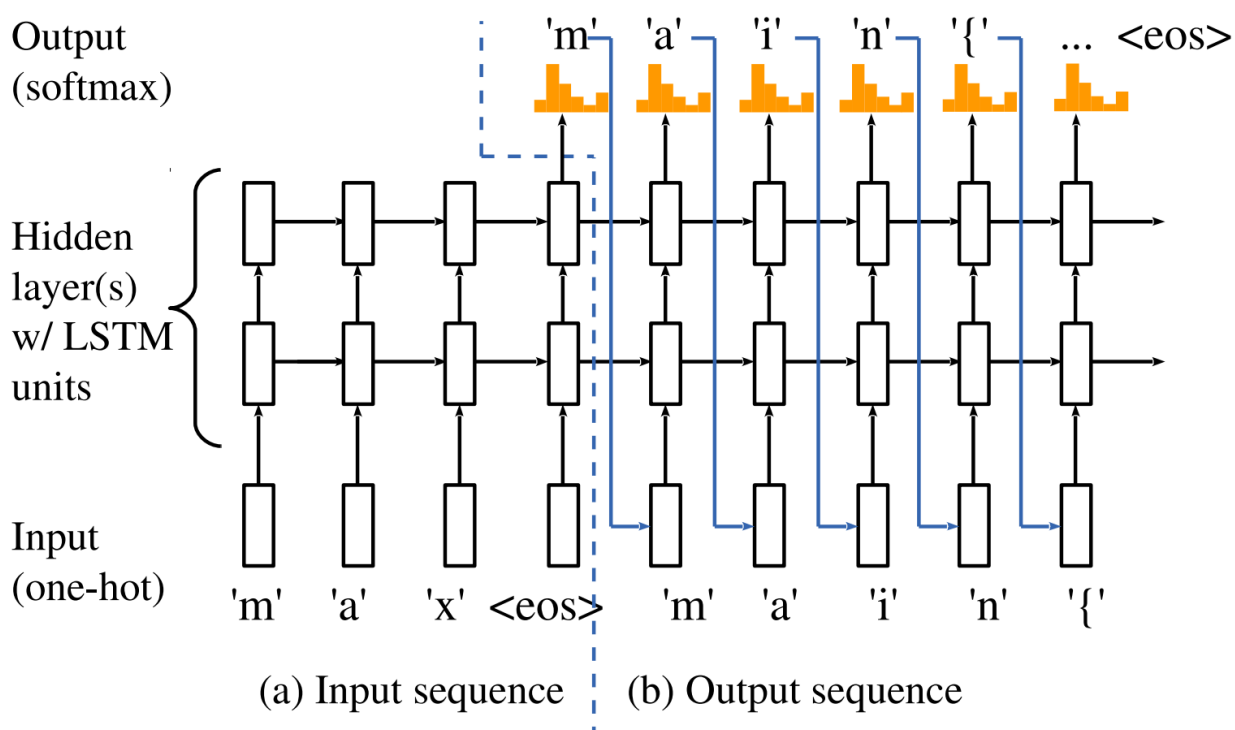 Output
(softmax)
'm' 'a' 'i' 'n' '{' ... <eos>
Hidden
layer(s)
w/ LSTM
units
Input
(one-hot)
'm' 'a' 'x' <eos> 'm' 'a' 'i' 'n' '{'
(a) Input sequence (b) Output sequence